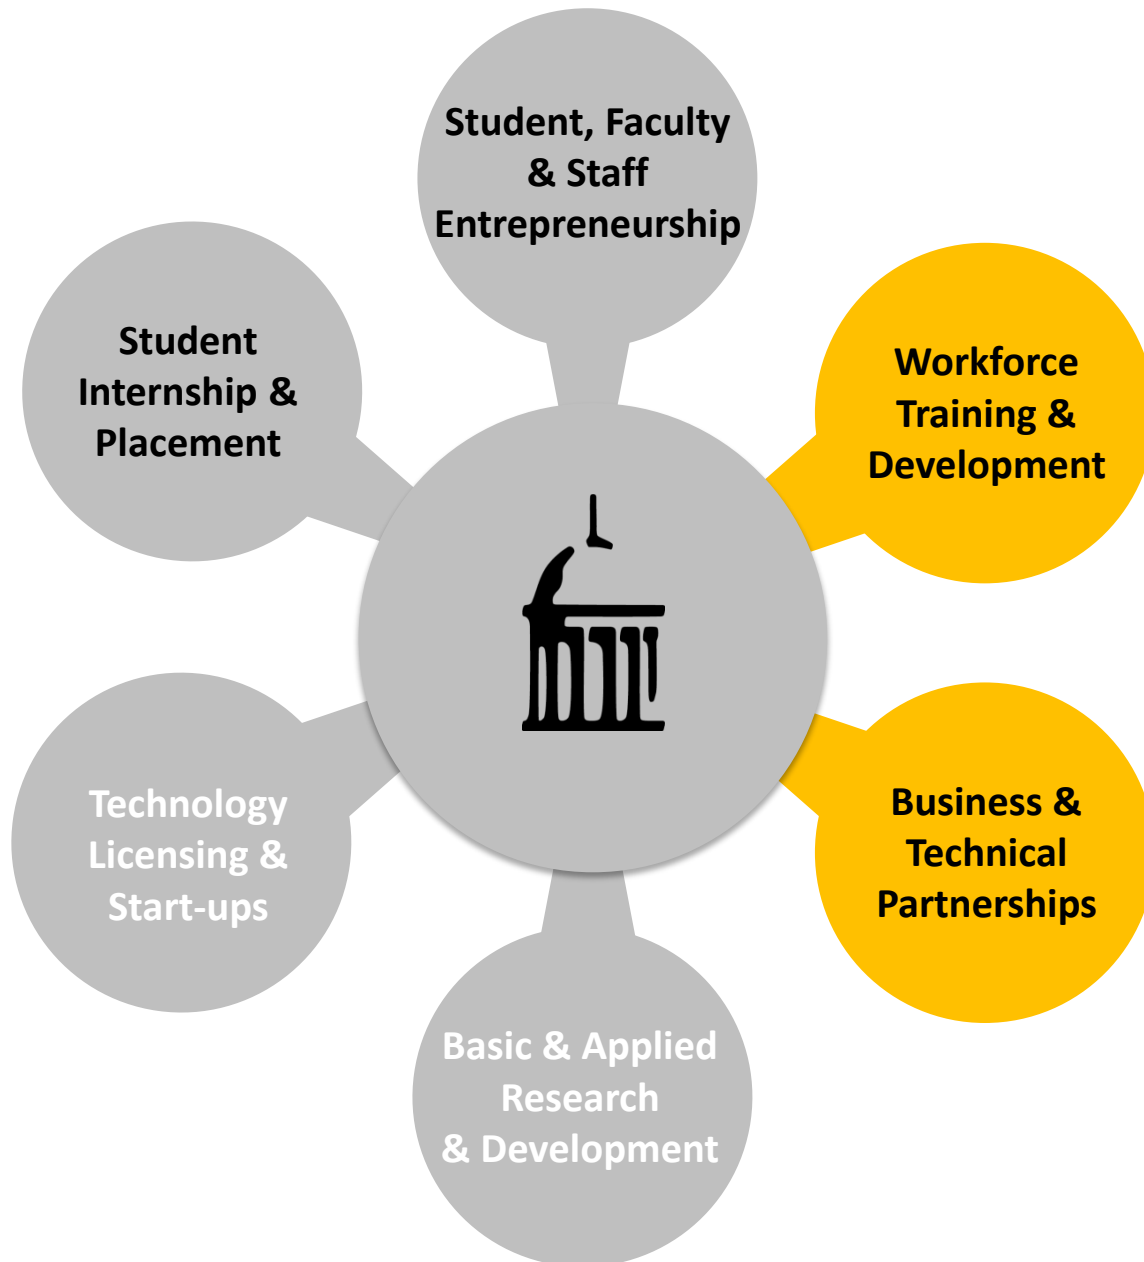 Student, Faculty
& Staff
Entrepreneurship
Student
Internship &
Placement
Workforce
Training &
Development
Technology
Licensing &
Start-ups
Business &
Technical
Partnerships
Basic & Applied
Research
& Development